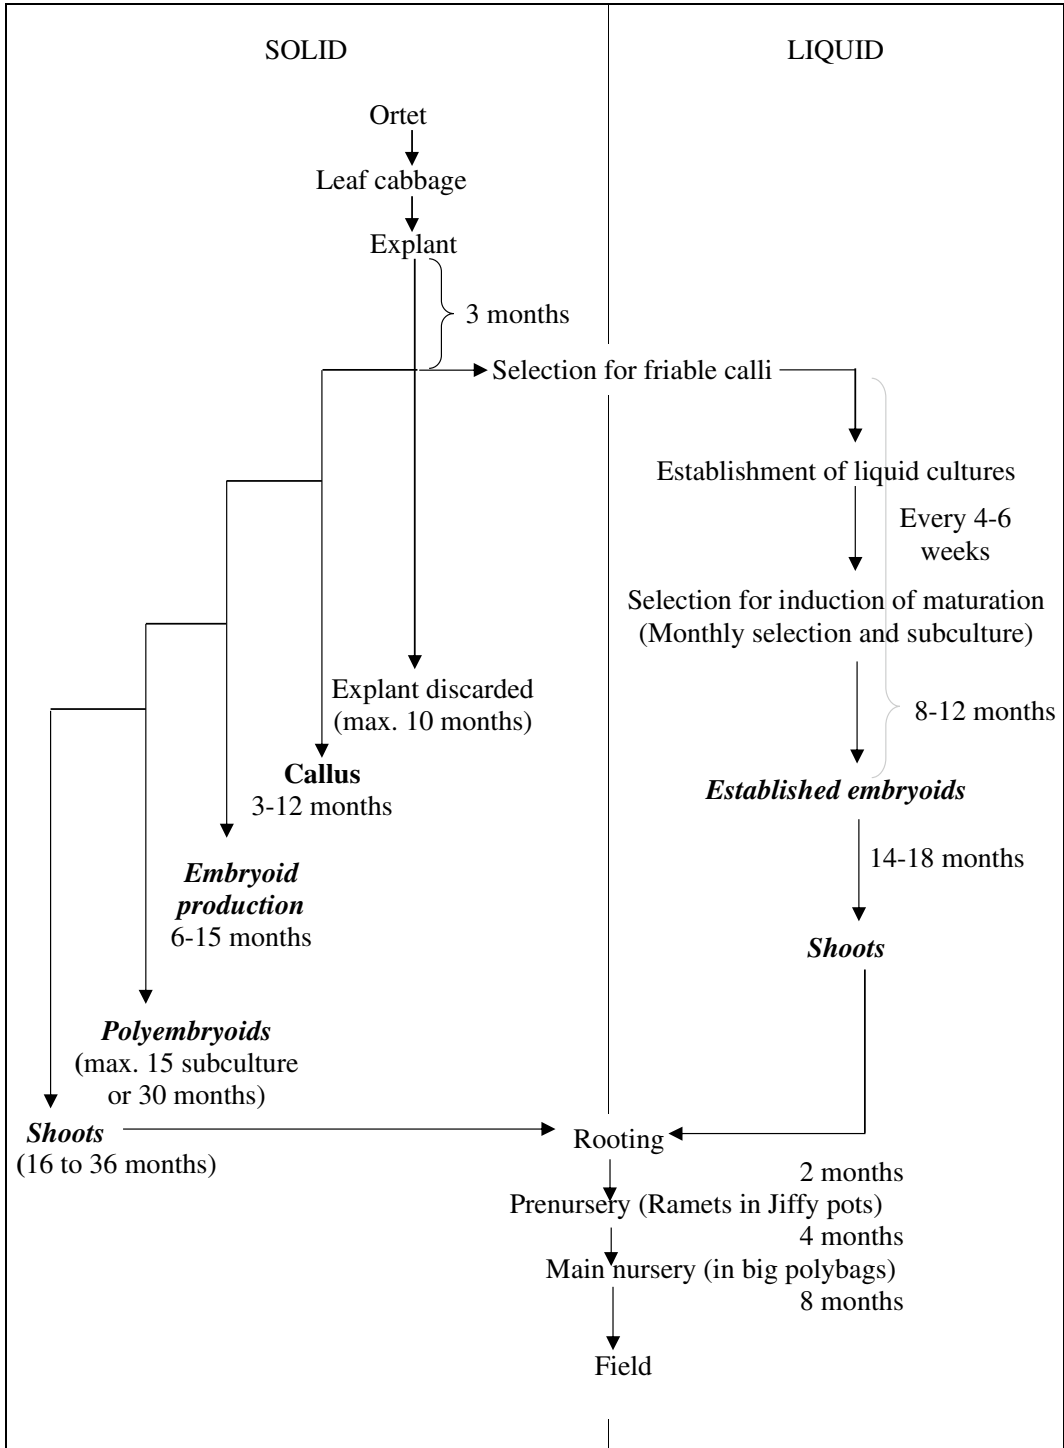 SOLID
LIQUID
Ortet
Leaf cabbage
Explant
3 months
Selection for friable calli
Establishment of liquid cultures
Every 4-6
weeks
Selection for induction of maturation
(Monthly selection and subculture)
Explant discarded
(max. 10 months)
8-12 months
Callus
3-12 months
Established embryoids
14-18 months
Embryoid
production
6-15 months
Shoots
Polyembryoids
(max. 15 subculture
or 30 months)
Shoots
(16 to 36 months)
Rooting
2 months
Prenursery (Ramets in Jiffy pots)
4 months
Main nursery (in big polybags)
8 months
Field